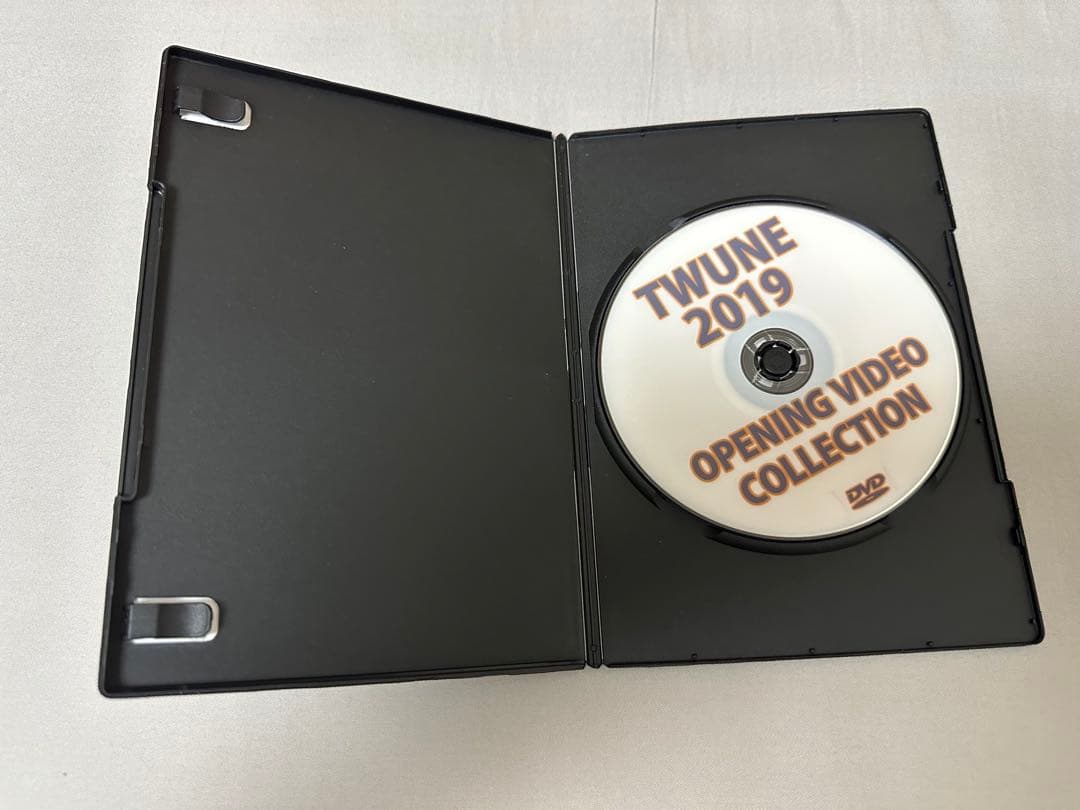 TWUNE
2019
OPENING VIDEO
COLLECTION
DVD